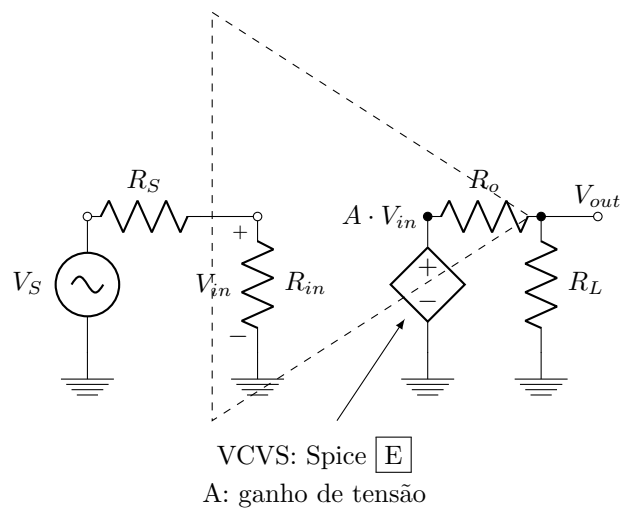 R_S
R_o
V_out
A · V_in
+
V_S
V_in
R_in
+
−
R_L
−
VCVS: Spice E
A: ganho de tensão